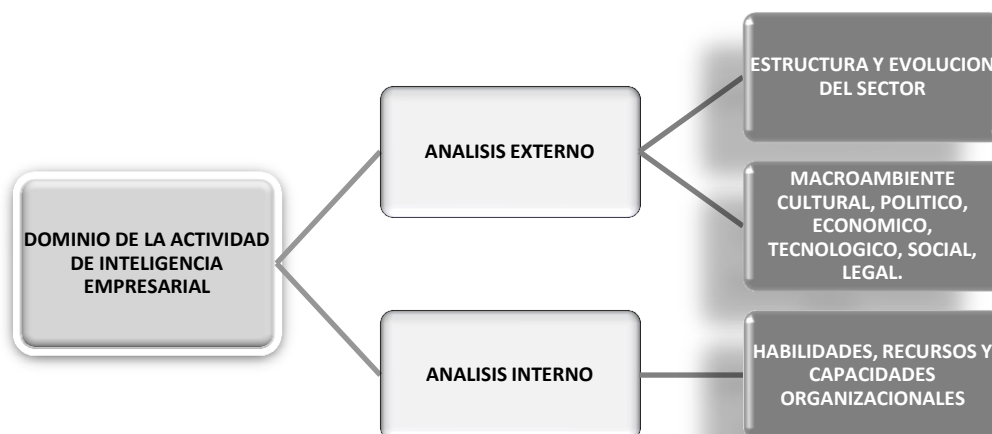 DOMINIO DE LA ACTIVIDAD
DE INTELIGENCIA
EMPRESARIAL
ANALISIS EXTERNO
ESTRUCTURA Y EVOLUCION
DEL SECTOR
MACROAMBIENTE
CULTURAL, POLITICO,
ECONOMICO,
TECNOLOGICO, SOCIAL,
LEGAL.
ANALISIS INTERNO
HABILIDADES, RECURSOS Y
CAPACIDADES
ORGANIZACIONALES